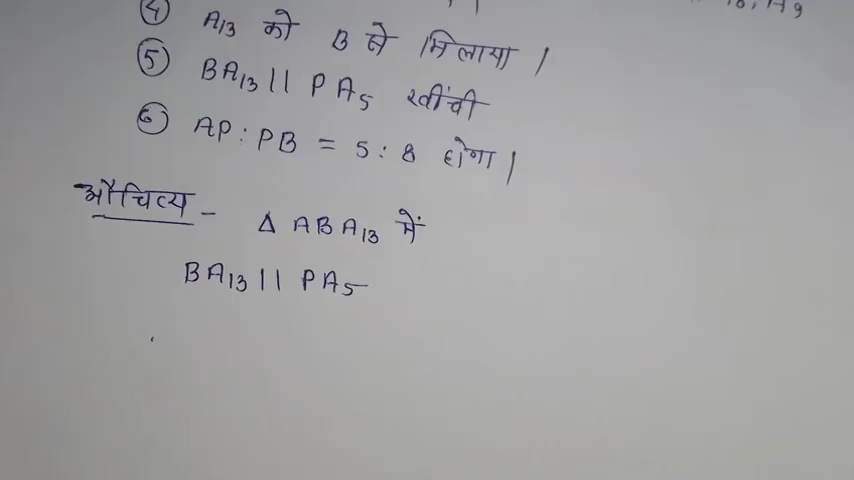 ④ A₁₃ को B से मिलाया |
⑤ BA₁₃ || PA₅ खींची
⑥ AP : PB = 5 : 8 होगा |
औचित्य - Δ ABA₁₃ में
BA₁₃ || PA₅